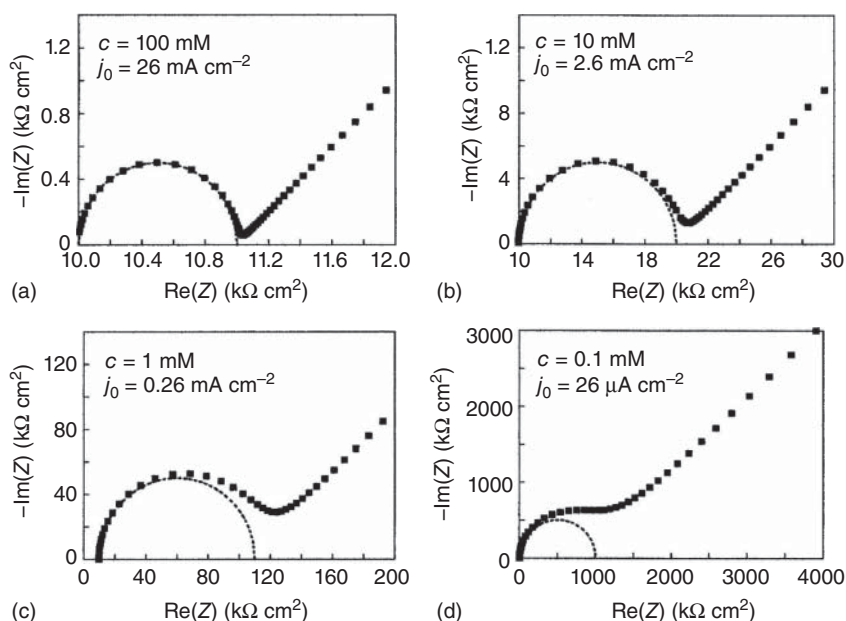 c = 100 mM
j₀ = 26 mA cm⁻²
−Im(Z) (kΩ cm²)
1.2
0.8
0.4
0
10.0 10.4 10.8 11.2 11.6 12.0
(a) Re(Z) (kΩ cm²)
c = 10 mM
j₀ = 2.6 mA cm⁻²
−Im(Z) (kΩ cm²)
12
8
4
0
10 14 18 22 26 30
(b) Re(Z) (kΩ cm²)
c = 1 mM
j₀ = 0.26 mA cm⁻²
−Im(Z) (kΩ cm²)
120
80
40
0
0 40 80 120 160 200
(c) Re(Z) (kΩ cm²)
c = 0.1 mM
j₀ = 26 μA cm⁻²
−Im(Z) (kΩ cm²)
3000
2000
1000
0
0 1000 2000 3000 4000
(d) Re(Z) (kΩ cm²)